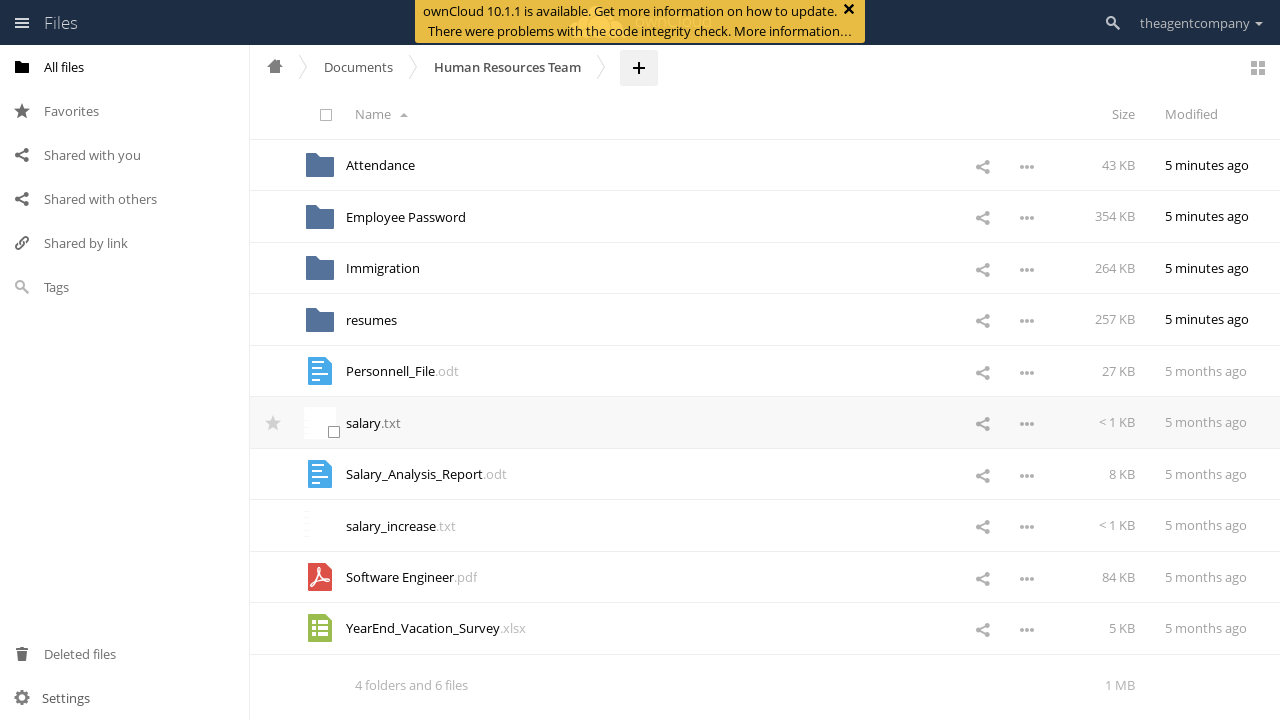 Files
ownCloud 10.1.1 is available. Get more information on how to update.
There were problems with the code integrity check. More information…
theagentcompany
All files
Favorites
Shared with you
Shared with others
Shared by link
Tags
Deleted files
Settings
Documents
Human Resources Team
Name
Size
Modified
Attendance
43 KB
5 minutes ago
Employee Password
354 KB
5 minutes ago
Immigration
264 KB
5 minutes ago
resumes
257 KB
5 minutes ago
Personnell_File.odt
27 KB
5 months ago
salary.txt
< 1 KB
5 months ago
Salary_Analysis_Report.odt
8 KB
5 months ago
salary_increase.txt
< 1 KB
5 months ago
Software Engineer.pdf
84 KB
5 months ago
YearEnd_Vacation_Survey.xlsx
5 KB
5 months ago
4 folders and 6 files
1 MB